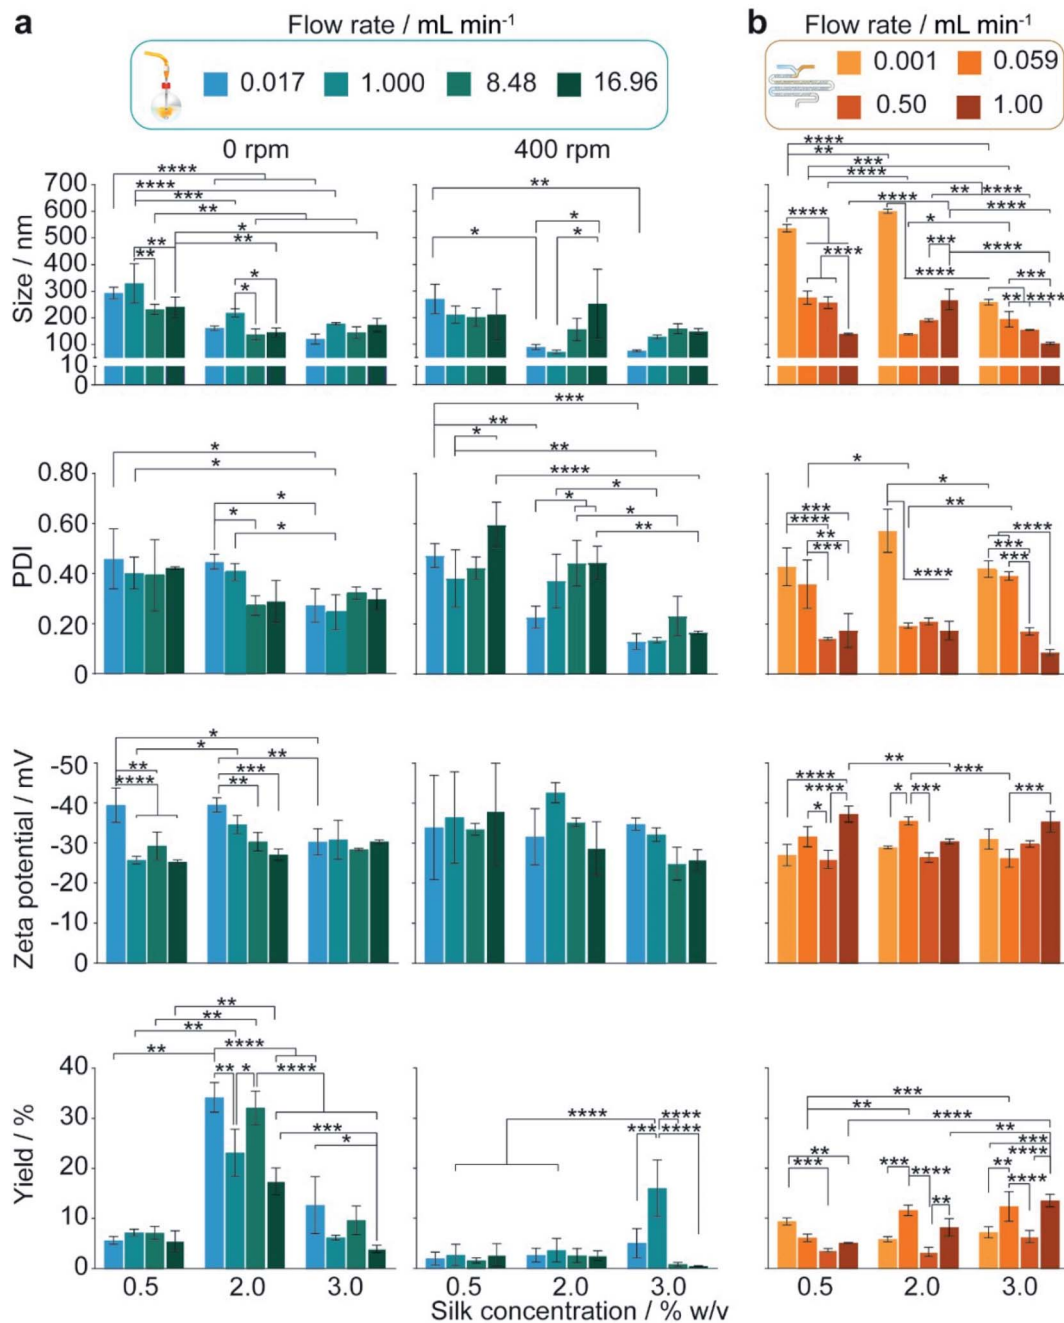 a Flow rate / mL min⁻¹
0.017 1.000 8.48 16.96
b Flow rate / mL min⁻¹
0.001 0.059
0.50 1.00
0 rpm 400 rpm
Size / nm
700
600
500
400
300
200
100
10
0
**** **** *** ** * ** ** ** * *
** * * *
**** ** *** **** ** **** **** **** * *** **** **** **** *** ** ****
PDI
0.80
0.60
0.40
0.20
0
* * * * *
*** ** * ** **** * * * **
* * ** *** **** ** *** **** **** *** ***
Zeta potential / mV
-50
-40
-30
-20
-10
0
* * ** ** **** *** **
** *** **** * **** * *** ***
Yield / %
40
30
20
10
0
** ** ** ** **** ** * **** *** *
**** **** *** ****
*** ** **** ** *** **** ** *** *** **** ** ** ****
0.5 2.0 3.0 0.5 2.0 3.0 0.5 2.0 3.0
Silk concentration / % w/v